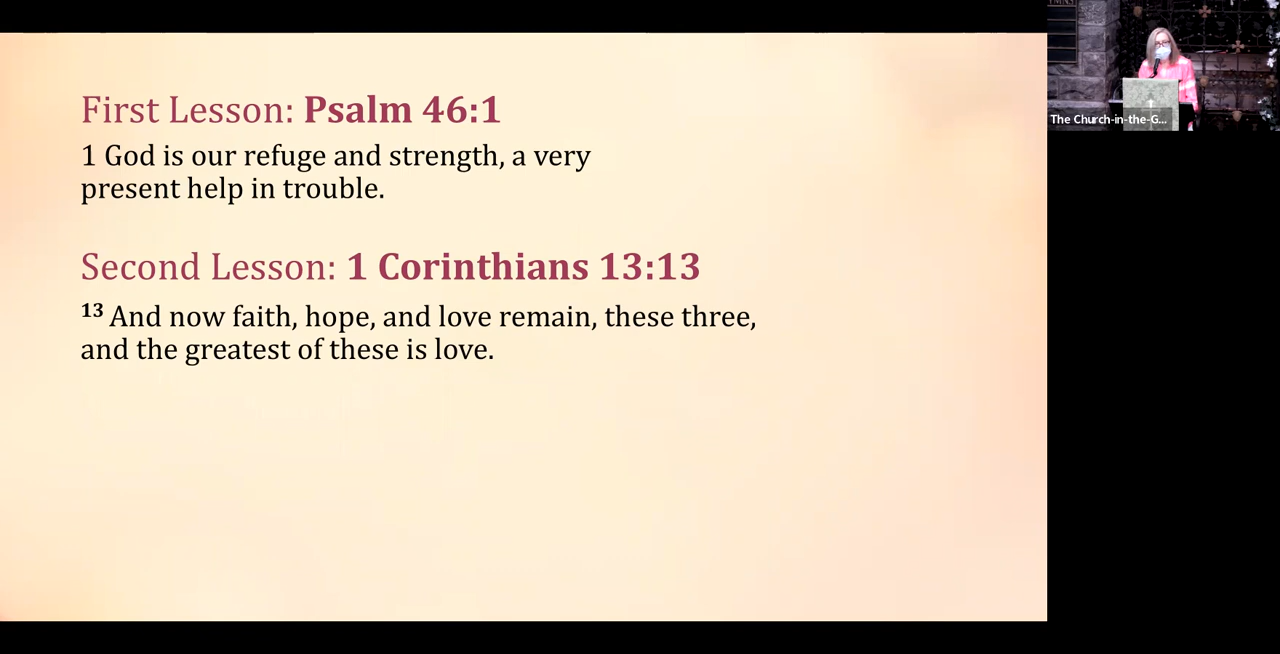 First Lesson: Psalm 46:1
1 God is our refuge and strength, a very
present help in trouble.
Second Lesson: 1 Corinthians 13:13
13 And now faith, hope, and love remain, these three,
and the greatest of these is love.
The Church-in-the-G...